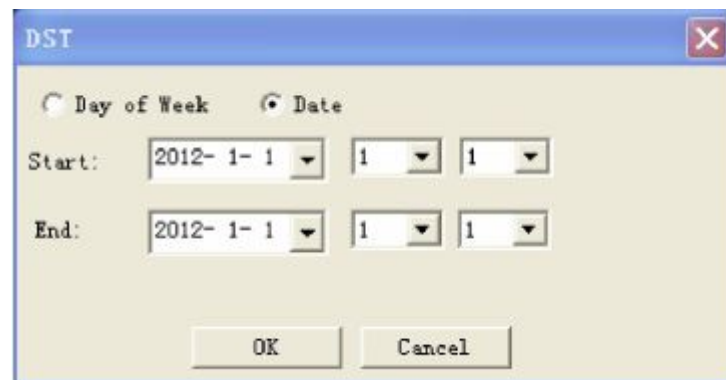 DST
Day of Week Date
Start: 2012- 1- 1 1 1
End: 2012- 1- 1 1 1
OK Cancel